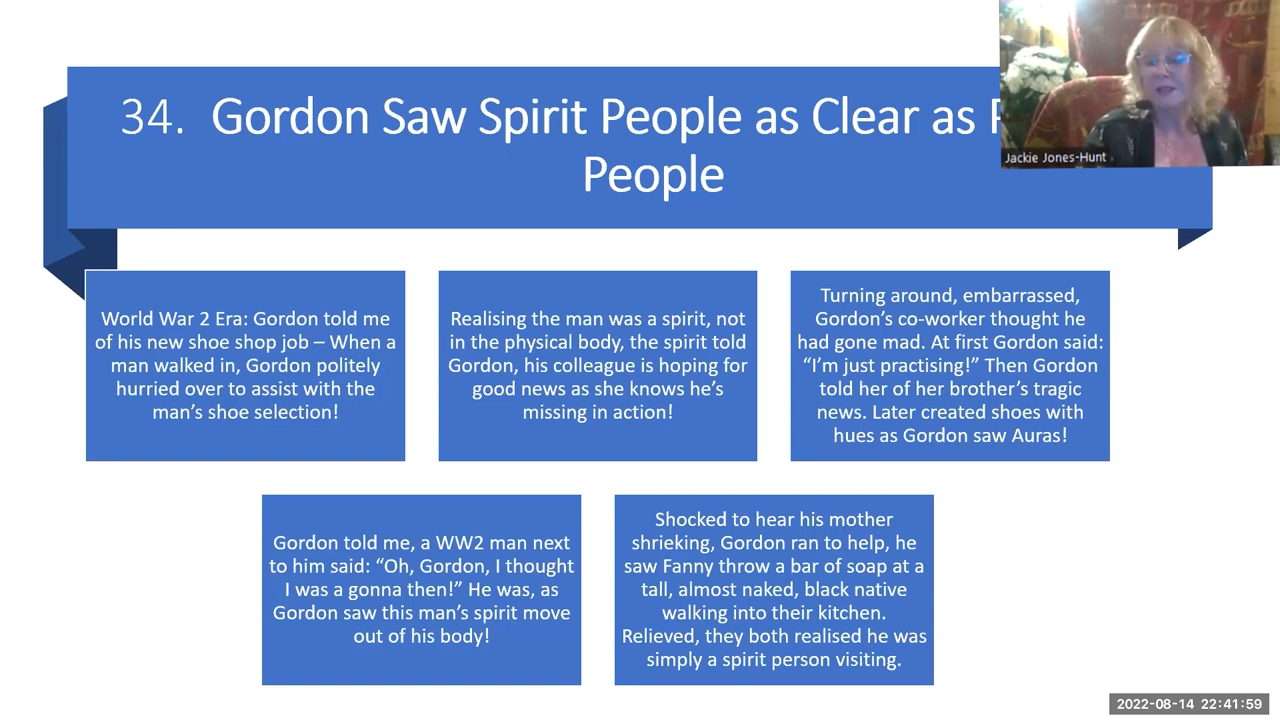 34. Gordon Saw Spirit People as Clear as
People
Jackie Jones-Hunt
World War 2 Era: Gordon told me
of his new shoe shop job – When a
man walked in, Gordon politely
hurried over to assist with the
man's shoe selection!
Realising the man was a spirit, not
in the physical body, the spirit told
Gordon, his colleague is hoping for
good news as she knows he's
missing in action!
Turning around, embarrassed,
Gordon's co-worker thought he
had gone mad. At first Gordon said:
"I'm just practising!" Then Gordon
told her of her brother's tragic
news. Later created shoes with
hues as Gordon saw Auras!
Gordon told me, a WW2 man next
to him said: "Oh, Gordon, I thought
I was a gonna then!" He was, as
Gordon saw this man's spirit move
out of his body!
Shocked to hear his mother
shrieking, Gordon ran to help, he
saw Fanny throw a bar of soap at a
tall, almost naked, black native
walking into their kitchen.
Relieved, they both realised he was
simply a spirit person visiting.
2022-08-14 22:41:59